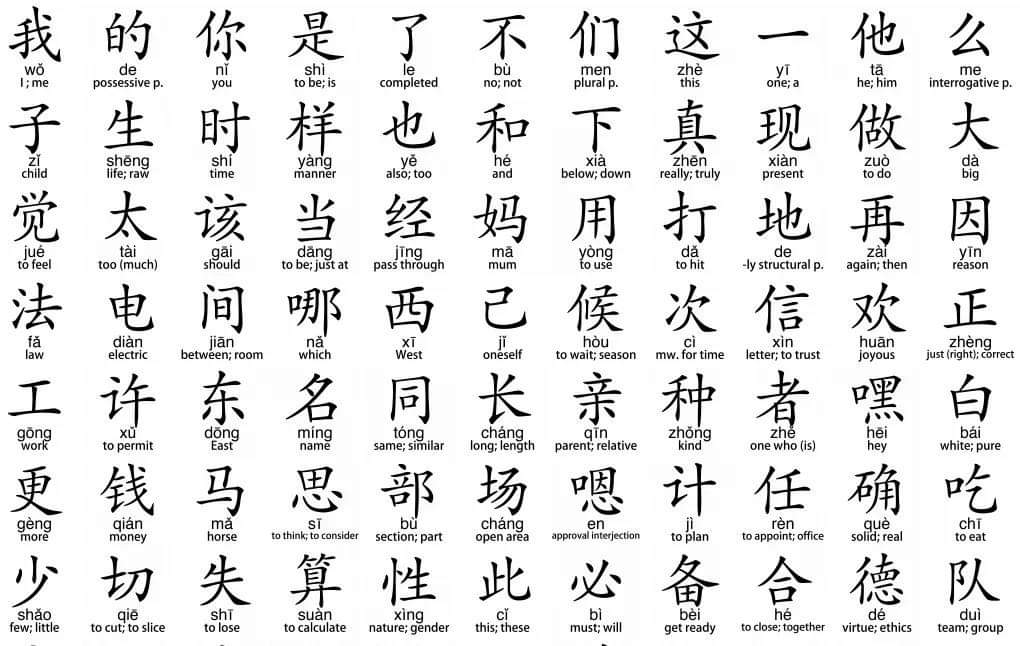 我 的 你 是 了 不 们 这 一 他 么
wǒ de nǐ shì le bù men zhè yī tā me
I ; me possessive p. you to be; is completed no; not plural p. this one; a he; him interrogative p.
子 生 时 样 也 和 下 真 现 做 大
zǐ shēng shí yàng yě hé xià zhēn xiàn zuò dà
child life; raw time manner also; too and below; down really; truly present to do big
觉 太 该 当 经 妈 用 打 地 再 因
jué tài gāi dāng jīng mā yòng dǎ de zài yīn
to feel too (much) should to be; just at pass through mum to use to hit -ly structural p. again; then reason
法 电 间 哪 西 己 候 次 信 欢 正
fǎ diàn jiān nǎ xī jǐ hòu cì xìn huān zhèng
law electric between; room which West oneself to wait; season mw. for time letter; to trust joyous just (right); correct
工 许 东 名 同 长 亲 种 者 嘿 白
gōng xǔ dōng míng tóng cháng qīn zhǒng zhě hēi bái
work to permit East name same; similar long; length parent; relative kind one who (is) hey white; pure
更 钱 马 思 部 场 嗯 计 任 确 吃
gèng qián mǎ sī bù cháng en jì rèn què chī
more money horse to think; to consider section; part open area approval interjection to plan to appoint; office solid; real to eat
少 切 失 算 性 此 必 备 合 德 队
shǎo qiē shī suàn xìng cǐ bì bèi hé dé duì
few; little to cut; to slice to lose to calculate nature; gender this; these must; will get ready to close; together virtue; ethics team; group